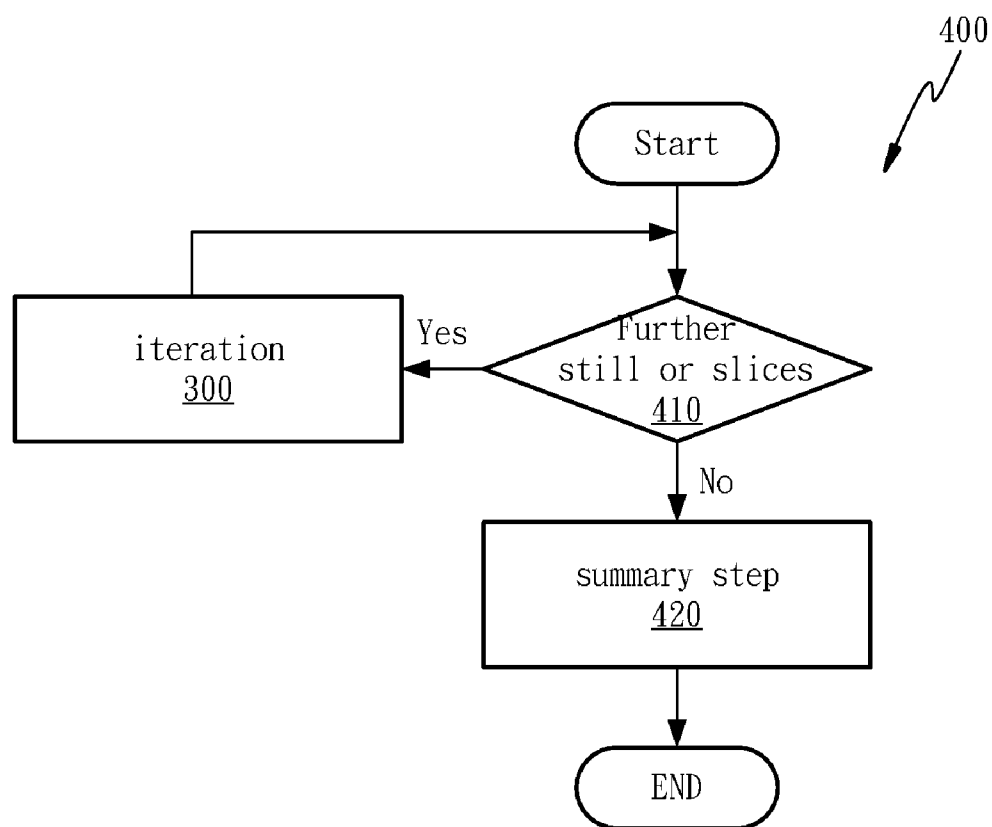 400
Start
Further
still or slices
410
Yes
iteration
300
No
summary step
420
END